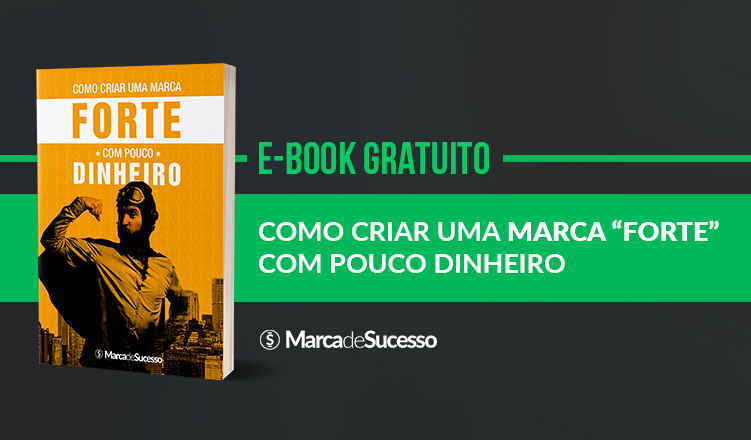 COMO CRIAR UMA MARCA
FORTE
★ COM POUCO ★
DINHEIRO
MarcadeSucesso
E-BOOK GRATUITO
COMO CRIAR UMA MARCA “FORTE”
COM POUCO DINHEIRO
MarcadeSucesso